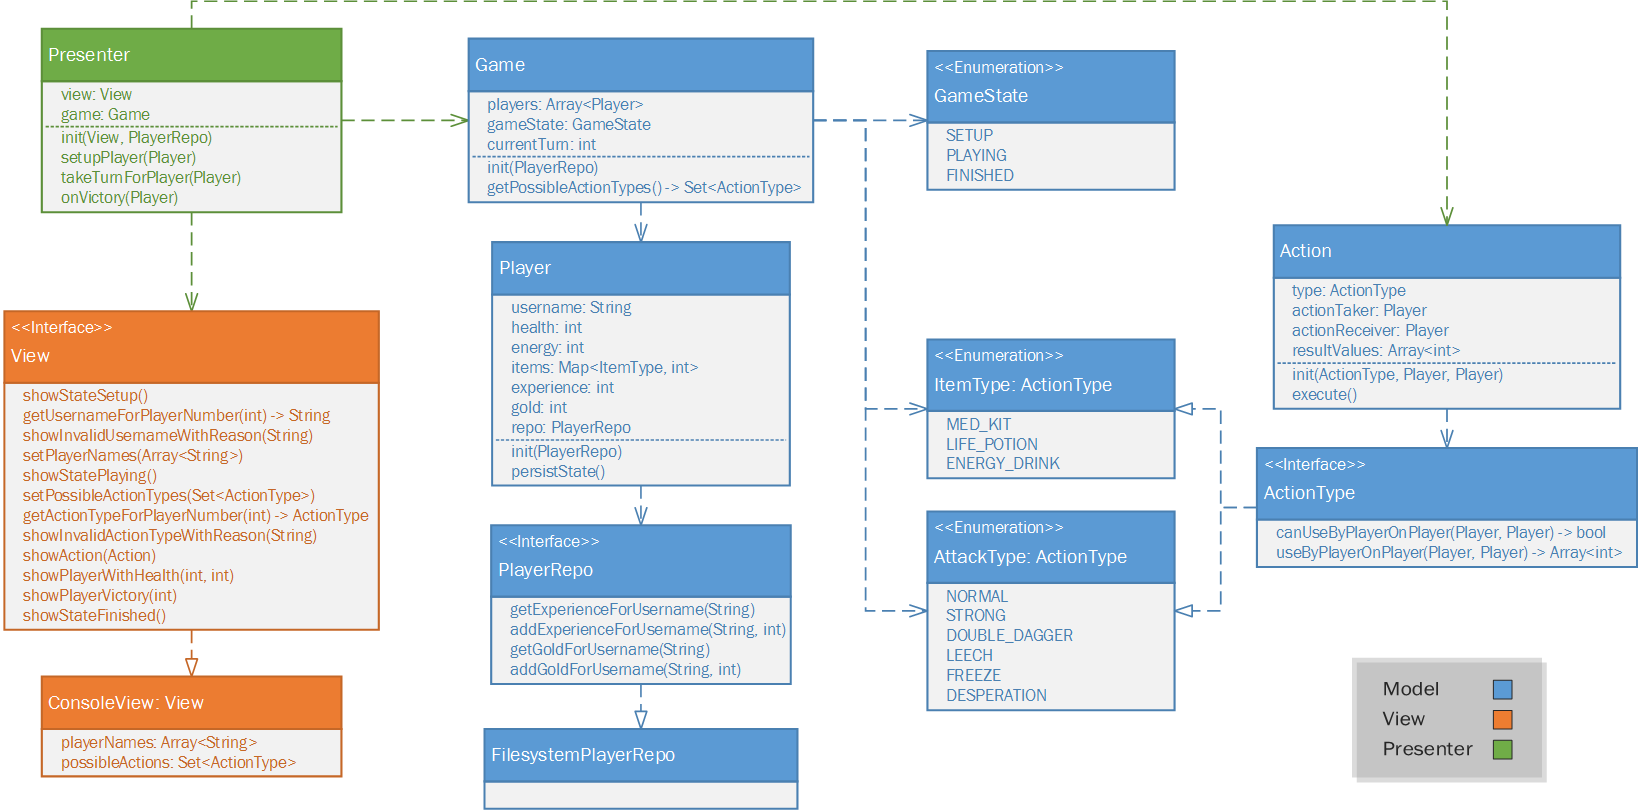 Presenter
view: View
game: Game
init(View, PlayerRepo)
setupPlayer(Player)
takeTurnForPlayer(Player)
onVictory(Player)
Game
players: Array<Player>
gameState: GameState
currentTurn: int
init(PlayerRepo)
getPossibleActionTypes() -> Set<ActionType>
<<Enumeration>>
GameState
SETUP
PLAYING
FINISHED
Player
username: String
health: int
energy: int
items: Map<ItemType, int>
experience: int
gold: int
repo: PlayerRepo
init(PlayerRepo)
persistState()
Action
type: ActionType
actionTaker: Player
actionReceiver: Player
resultValues: Array<int>
init(ActionType, Player, Player)
execute()
<<Interface>>
View
showStateSetup()
getUsernameForPlayerNumber(int) -> String
showInvalidUsernameWithReason(String)
setPlayerNames(Array<String>)
showStatePlaying()
setPossibleActionTypes(Set<ActionType>)
getActionTypeForPlayerNumber(int) -> ActionType
showInvalidActionTypeWithReason(String)
showAction(Action)
showPlayerWithHealth(int, int)
showPlayerVictory(int)
showStateFinished()
<<Enumeration>>
ItemType: ActionType
MED_KIT
LIFE_POTION
ENERGY_DRINK
<<Interface>>
ActionType
canUseByPlayerOnPlayer(Player, Player) -> bool
useByPlayerOnPlayer(Player, Player) -> Array<int>
<<Interface>>
PlayerRepo
getExperienceForUsername(String)
addExperienceForUsername(String, int)
getGoldForUsername(String)
addGoldForUsername(String, int)
<<Enumeration>>
AttackType: ActionType
NORMAL
STRONG
DOUBLE_DAGGER
LEECH
FREEZE
DESPERATION
ConsoleView: View
playerNames: Array<String>
possibleActions: Set<ActionType>
FilesystemPlayerRepo
Model
View
Presenter